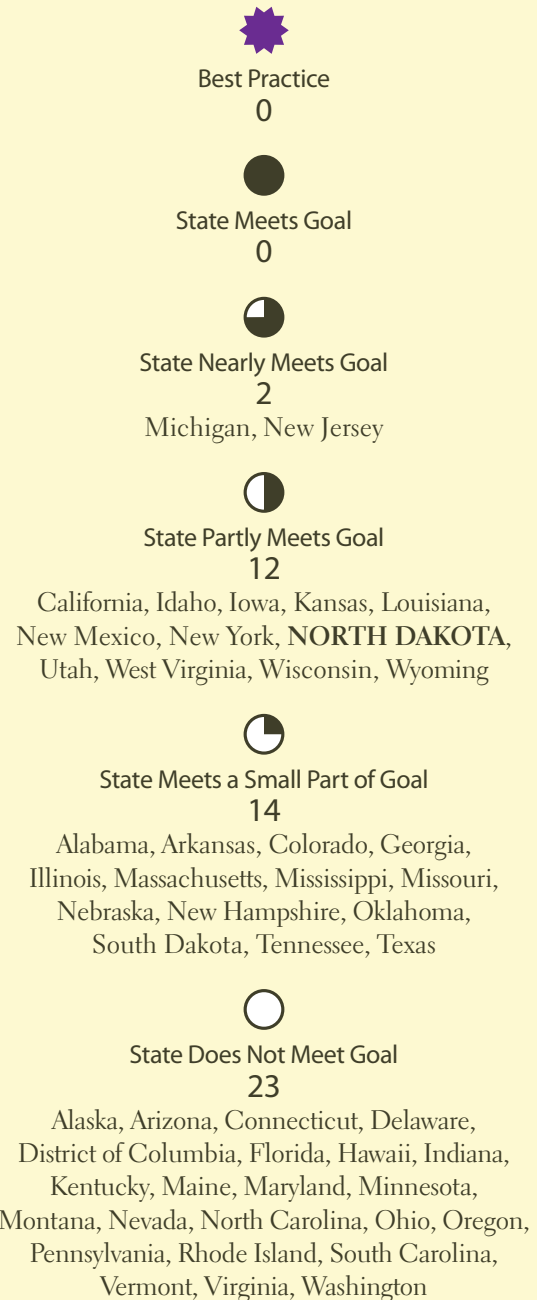 Best Practice
0
State Meets Goal
0
State Nearly Meets Goal
2
Michigan, New Jersey
State Partly Meets Goal
12
California, Idaho, Iowa, Kansas, Louisiana,
New Mexico, New York, NORTH DAKOTA,
Utah, West Virginia, Wisconsin, Wyoming
State Meets a Small Part of Goal
14
Alabama, Arkansas, Colorado, Georgia,
Illinois, Massachusetts, Mississippi, Missouri,
Nebraska, New Hampshire, Oklahoma,
South Dakota, Tennessee, Texas
State Does Not Meet Goal
23
Alaska, Arizona, Connecticut, Delaware,
District of Columbia, Florida, Hawaii, Indiana,
Kentucky, Maine, Maryland, Minnesota,
Montana, Nevada, North Carolina, Ohio, Oregon,
Pennsylvania, Rhode Island, South Carolina,
Vermont, Virginia, Washington